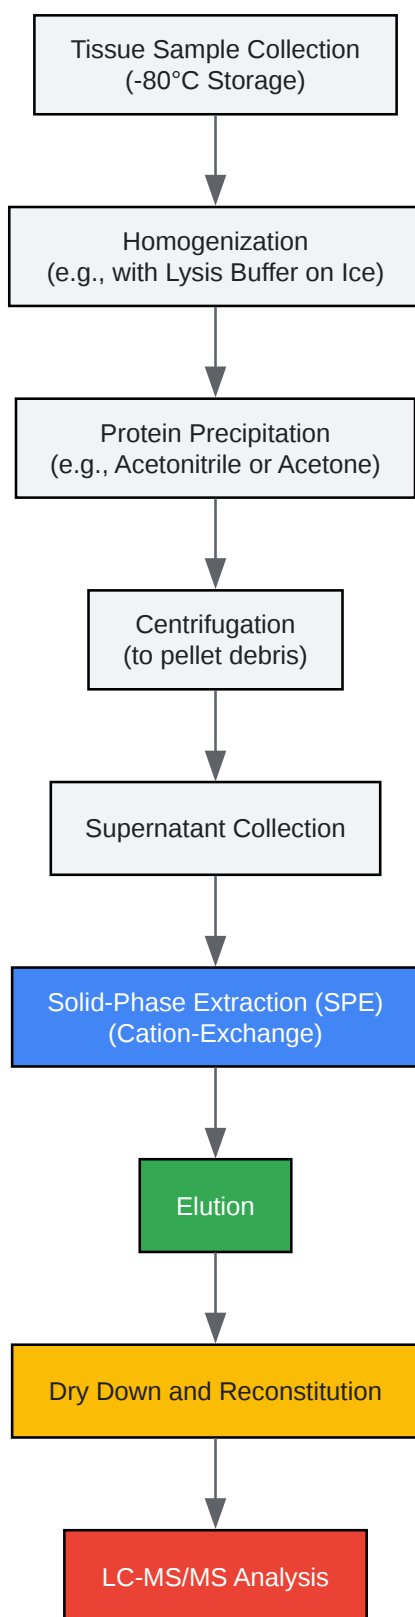 Tissue Sample Collection
(-80°C Storage)
Homogenization
(e.g., with Lysis Buffer on Ice)
Protein Precipitation
(e.g., Acetonitrile or Acetone)
Centrifugation
(to pellet debris)
Supernatant Collection
Solid-Phase Extraction (SPE)
(Cation-Exchange)
Elution
Dry Down and Reconstitution
LC-MS/MS Analysis